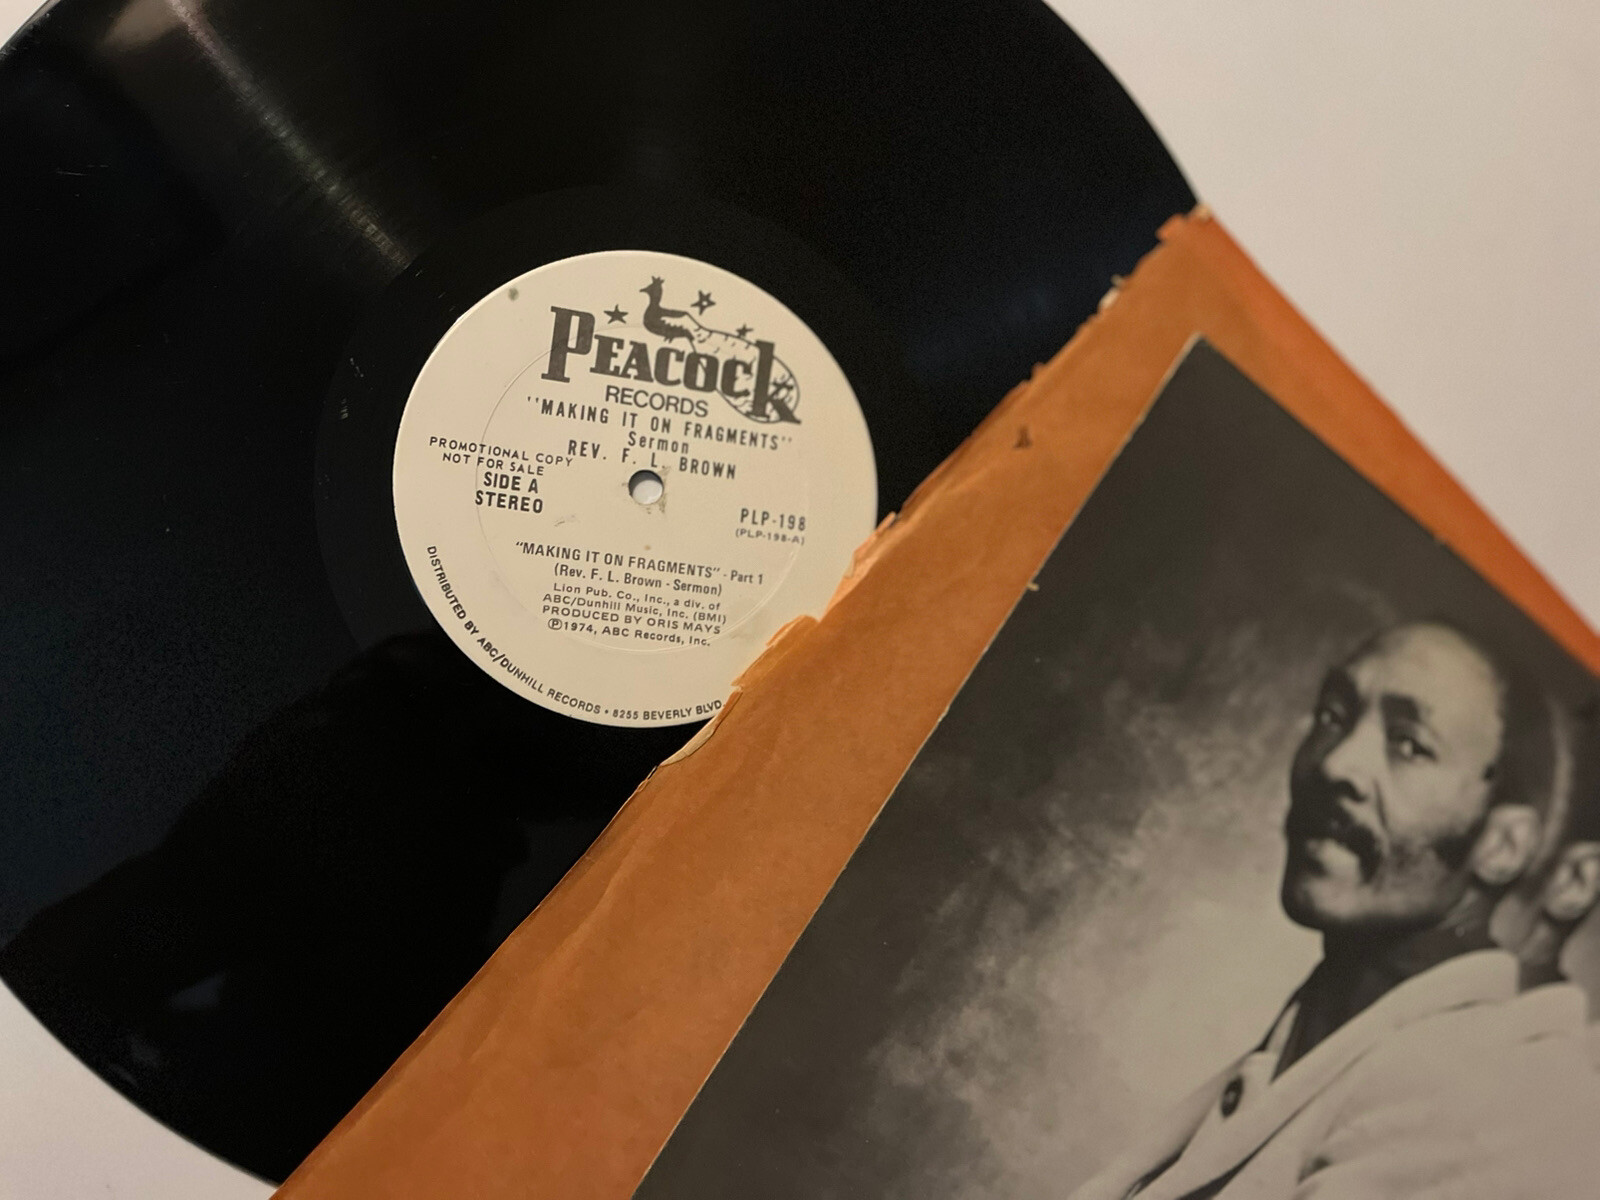 PEACOCK
RECORDS
"MAKING IT ON FRAGMENTS"
Sermon
REV. F. L. BROWN
PROMOTIONAL COPY
NOT FOR SALE
SIDE A
STEREO
PLP-198
(PLP-198-A)
"MAKING IT ON FRAGMENTS" - Part 1
(Rev. F. L. Brown - Sermon)
Lion Pub. Co., Inc., a div. of
ABC/Dunhill Music, Inc. (BMI)
PRODUCED BY ORIS MAYS
Ⓟ1974, ABC Records, Inc.
DISTRIBUTED BY ABC/DUNHILL RECORDS • 8255 BEVERLY BLVD.